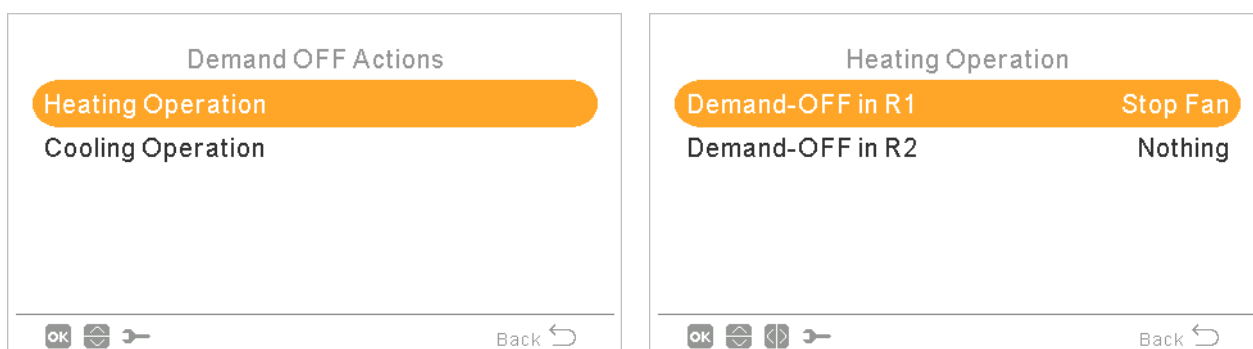 Demand OFF Actions
Heating Operation
Cooling Operation
OK
Back
Heating Operation
Demand-OFF in R1 Stop Fan
Demand-OFF in R2 Nothing
OK
Back